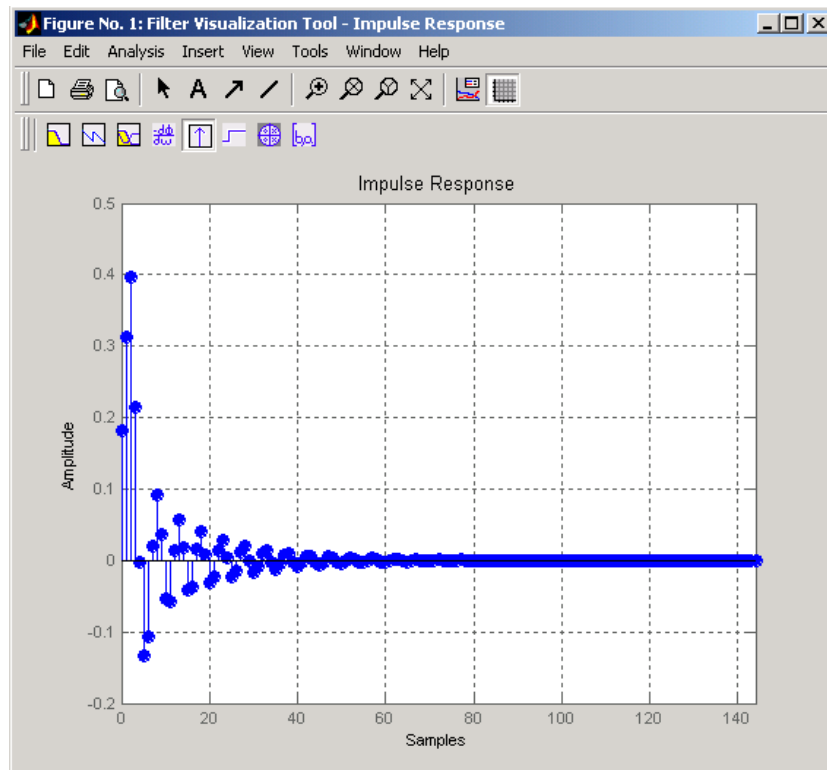 Figure No. 1: Filter Visualization Tool - Impulse Response
File Edit Analysis Insert View Tools Window Help
A
[b,a]
Impulse Response
0.5
0.4
0.3
0.2
0.1
0
-0.1
-0.2
Amplitude
0 20 40 60 80 100 120 140
Samples